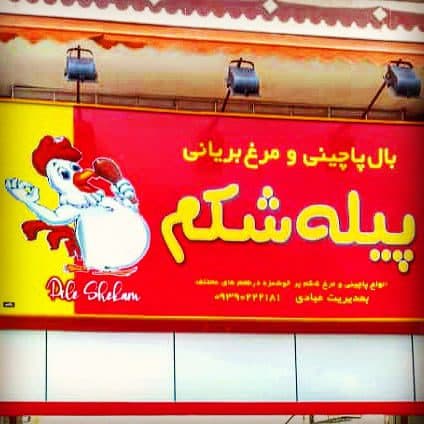 بال پاچینی و مرغ بریانی
پیله شکم
Pile Shekam
انواع پاچینی و مرغ شکم پر خوشمزه در طعم های مختلف
بمدیریت عبادی ۰۹۳۹۰۲۲۲۱۸۱